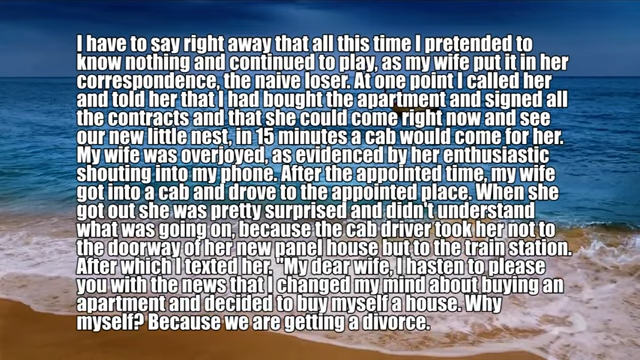 I have to say right away that all this time I pretended to
know nothing and continued to play, as my wife put it in her
correspondence, the naive loser. At one point I called her
and told her that I had bought the apartment and signed all
the contracts and that she could come right now and see
our new little nest, in 15 minutes a cab would come for her.
My wife was overjoyed, as evidenced by her enthusiastic
shouting into my phone. After the appointed time, my wife
got into a cab and drove to the appointed place. When she
got out she was pretty surprised and didn't understand
what was going on, because the cab driver took her not to
the doorway of her new panel house but to the train station.
After which I texted her. "My dear wife, I hasten to please
you with the news that I changed my mind about buying an
apartment and decided to buy myself a house. Why
myself? Because we are getting a divorce.